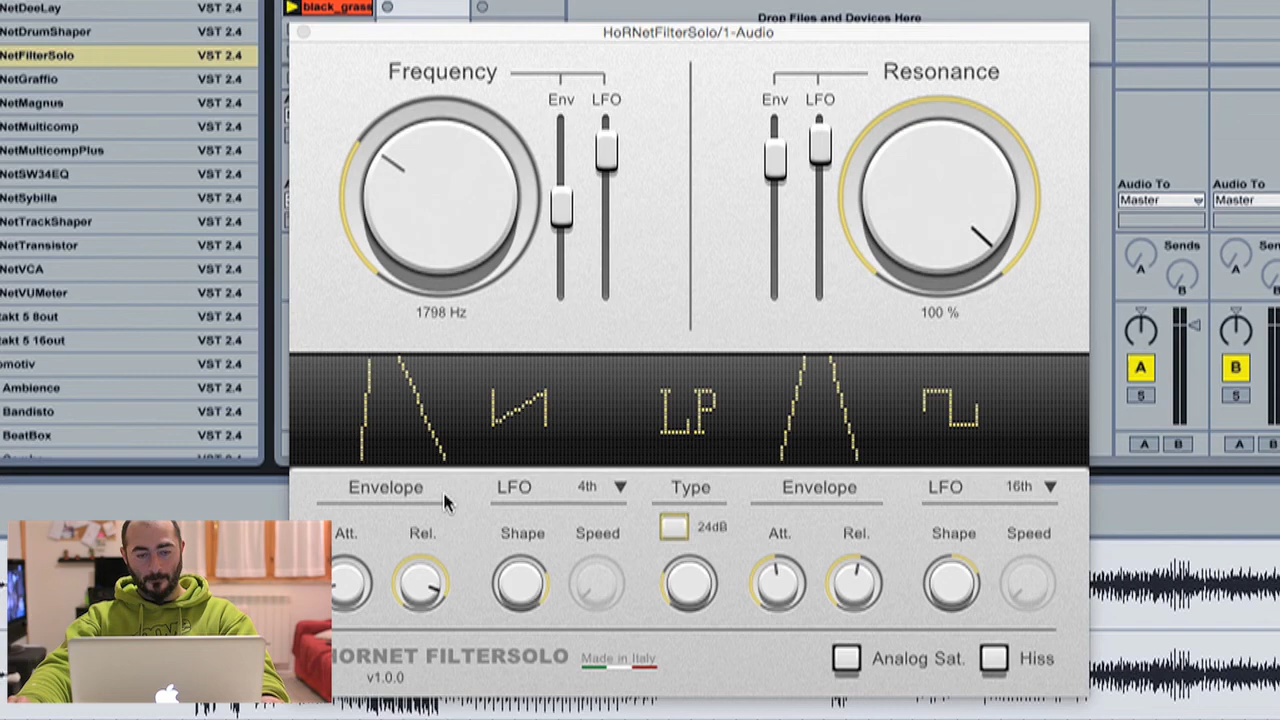 NetDeeLay VST 2.4
NetDrumShaper VST 2.4
NetFilterSolo VST 2.4
NetGraffio VST 2.4
NetMagnus VST 2.4
NetMulticomp VST 2.4
NetMulticompPlus VST 2.4
NetSW34EQ VST 2.4
NetSybilla VST 2.4
NetTrackShaper VST 2.4
NetTransistor VST 2.4
NetVCA VST 2.4
NetVUMeter VST 2.4
takt 5 8out VST 2.4
takt 5 16out VST 2.4
omotiv VST 2.4
Ambience VST 2.4
Bandisto VST 2.4
BeatBox VST 2.4
black_grass
Drop Files and Devices Here
HoRNetFilterSolo/1-Audio
Frequency
Resonance
Env LFO
Env LFO
1798 Hz
100 %
LP
Envelope
LFO 4th
Type
Envelope
LFO 16th
24dB
Att. Rel. Shape Speed
Att. Rel. Shape Speed
HORNET FILTERSOLO
Made in Italy
v1.0.0
Analog Sat. Hiss
Audio To Audio To
Master Master
Sends
A B A
A B
S S
A B A B